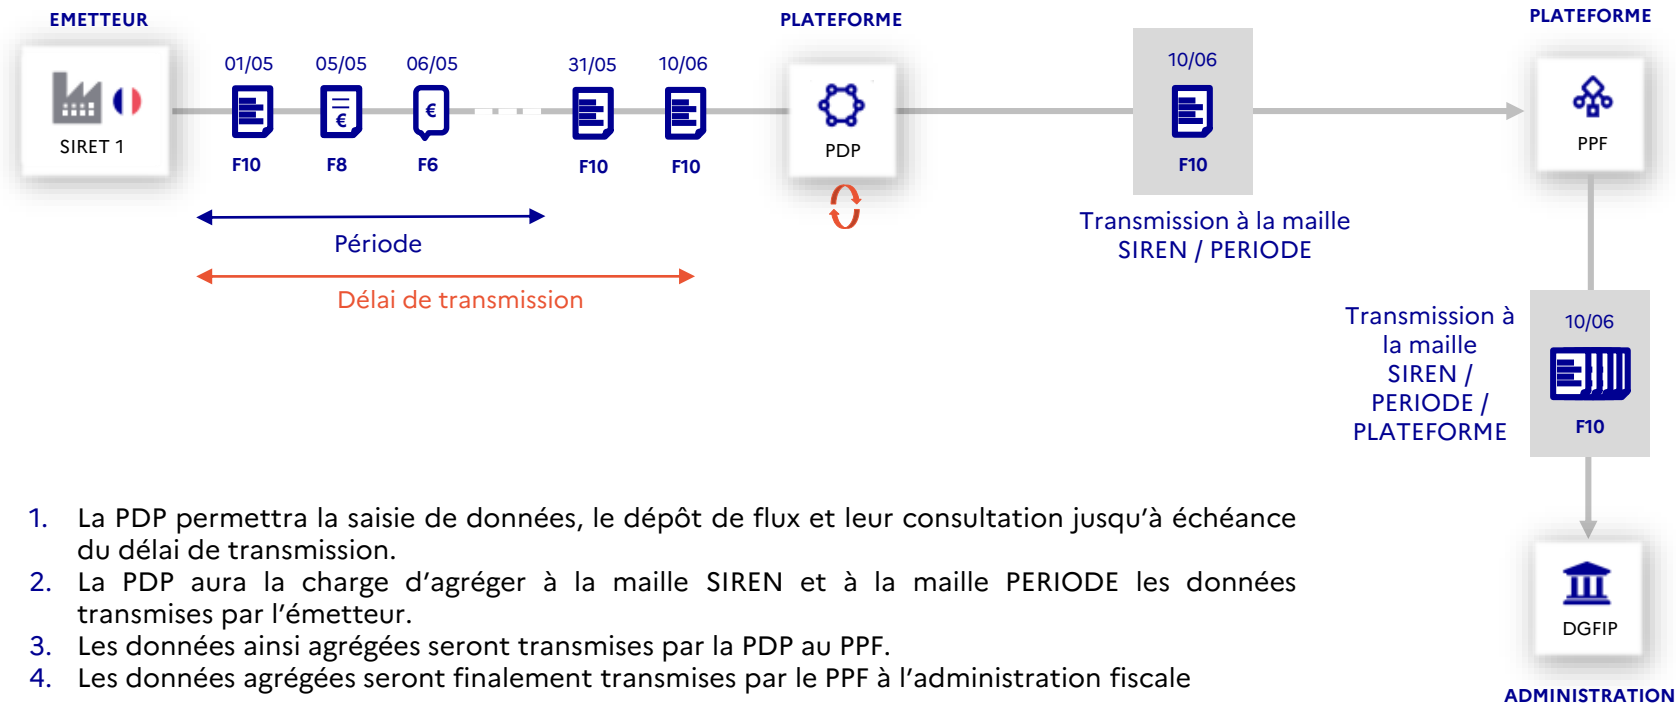 EMETTEUR
PLATEFORME
PLATEFORME
01/05
05/05
06/05
31/05
10/06
10/06
€
€
SIRET 1
PDP
PPF
F10
F8
F6
F10
F10
F10
Période
Délai de transmission
Transmission à la maille
SIREN / PERIODE
Transmission à
la maille
SIREN /
PERIODE /
PLATEFORME
10/06
F10
1. La PDP permettra la saisie de données, le dépôt de flux et leur consultation jusqu’à échéance
du délai de transmission.
2. La PDP aura la charge d’agréger à la maille SIREN et à la maille PERIODE les données
transmises par l’émetteur.
3. Les données ainsi agrégées seront transmises par la PDP au PPF.
4. Les données agrégées seront finalement transmises par le PPF à l’administration fiscale
DGFIP
ADMINISTRATION